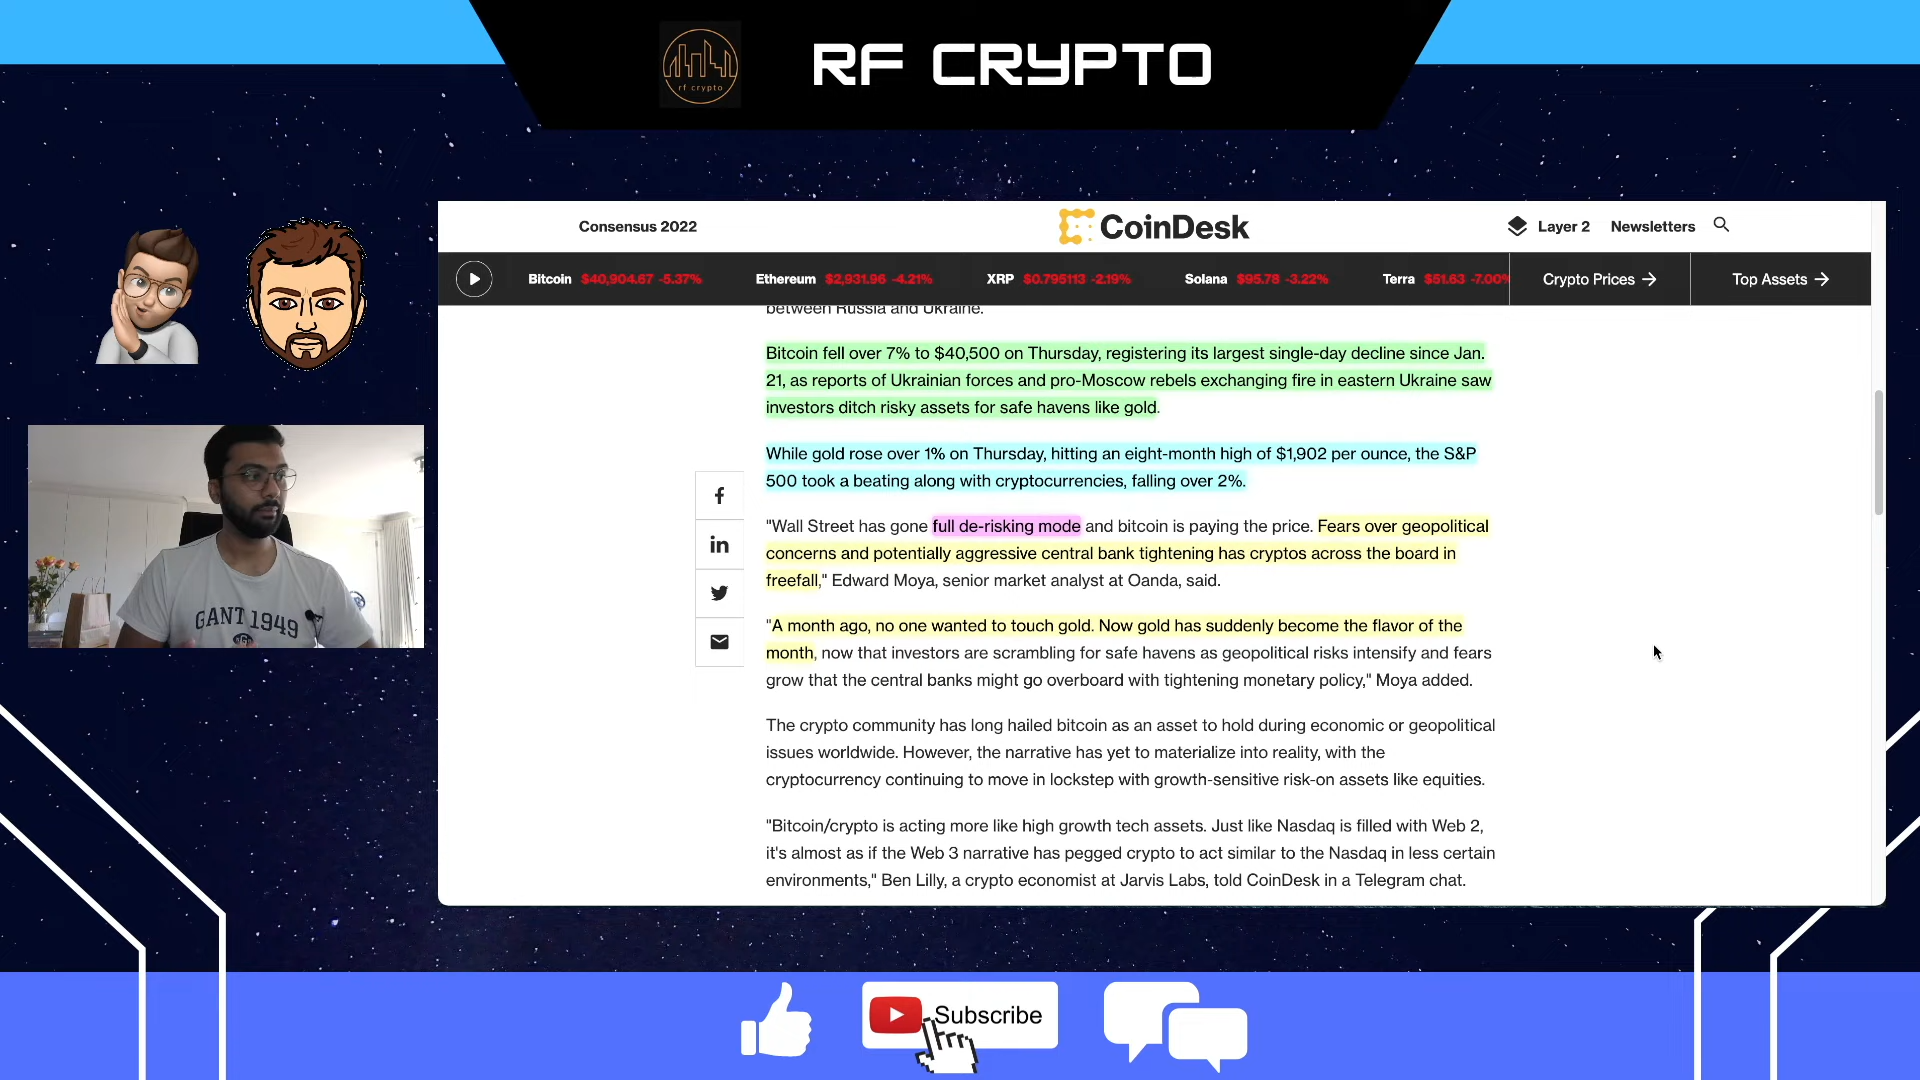 RF CRYPTO
rf crypto
Consensus 2022
CoinDesk
Layer 2 Newsletters
Bitcoin $40,904.67 -5.37% Ethereum $2,931.96 -4.21% XRP $0.795113 -2.19% Solana $95.78 -3.22% Terra $51.63 -7.00% Crypto Prices → Top Assets →
between Russia and Ukraine.
Bitcoin fell over 7% to $40,500 on Thursday, registering its largest single-day decline since Jan.
21, as reports of Ukrainian forces and pro-Moscow rebels exchanging fire in eastern Ukraine saw
investors ditch risky assets for safe havens like gold.
While gold rose over 1% on Thursday, hitting an eight-month high of $1,902 per ounce, the S&P
500 took a beating along with cryptocurrencies, falling over 2%.
"Wall Street has gone full de-risking mode and bitcoin is paying the price. Fears over geopolitical
concerns and potentially aggressive central bank tightening has cryptos across the board in
freefall," Edward Moya, senior market analyst at Oanda, said.
"A month ago, no one wanted to touch gold. Now gold has suddenly become the flavor of the
month, now that investors are scrambling for safe havens as geopolitical risks intensify and fears
grow that the central banks might go overboard with tightening monetary policy," Moya added.
The crypto community has long hailed bitcoin as an asset to hold during economic or geopolitical
issues worldwide. However, the narrative has yet to materialize into reality, with the
cryptocurrency continuing to move in lockstep with growth-sensitive risk-on assets like equities.
"Bitcoin/crypto is acting more like high growth tech assets. Just like Nasdaq is filled with Web 2,
it's almost as if the Web 3 narrative has pegged crypto to act similar to the Nasdaq in less certain
environments," Ben Lilly, a crypto economist at Jarvis Labs, told CoinDesk in a Telegram chat.
GANT 1949
Subscribe